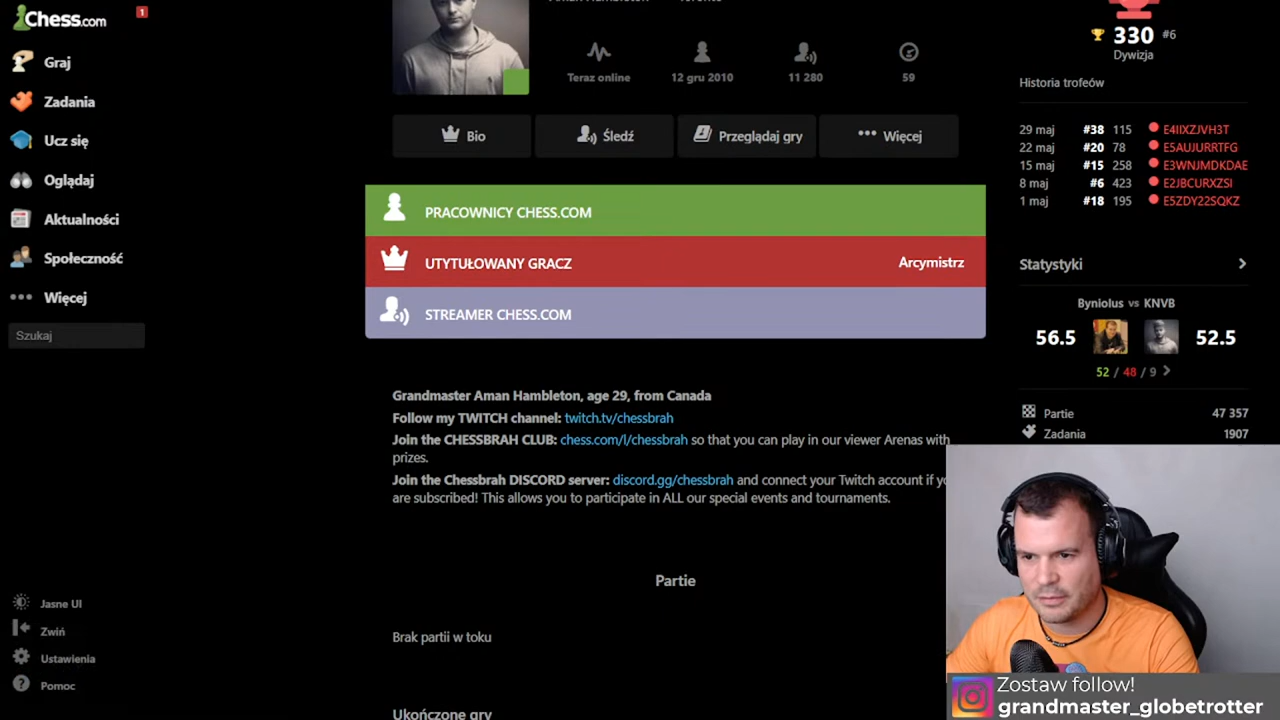 Chess.com
1
Graj
Zadania
Ucz się
Oglądaj
Aktualności
Społeczność
Więcej
Szukaj
Jasne UI
Zwiń
Ustawienia
Pomoc
Aman Hambleton Toronto
Teraz online
12 gru 2010
11 280
59
Bio
Śledź
Przeglądaj gry
Więcej
PRACOWNICY CHESS.COM
UTYTUŁOWANY GRACZ Arcymistrz
STREAMER CHESS.COM
Grandmaster Aman Hambleton, age 29, from Canada
Follow my TWITCH channel: twitch.tv/chessbrah
Join the CHESSBRAH CLUB: chess.com/l/chessbrah so that you can play in our viewer Arenas with
prizes.
Join the Chessbrah DISCORD server: discord.gg/chessbrah and connect your Twitch account if yo
are subscribed! This allows you to participate in ALL our special events and tournaments.
Partie
Brak partii w toku
Ukończone gry
330 #6
Dywizja
Historia trofeów
29 maj #38 115 E4IIXZJVH3T
22 maj #20 78 E5AUJURRTFG
15 maj #15 258 E3WNJMDKDAE
8 maj #6 423 E2JBCURXZSI
1 maj #18 195 E5ZDY22SQKZ
Statystyki
Byniolus vs KNVB
56.5 52.5
52 / 48 / 9
Partie 47 357
Zadania 1907
Zostaw follow!
grandmaster_globetrotter